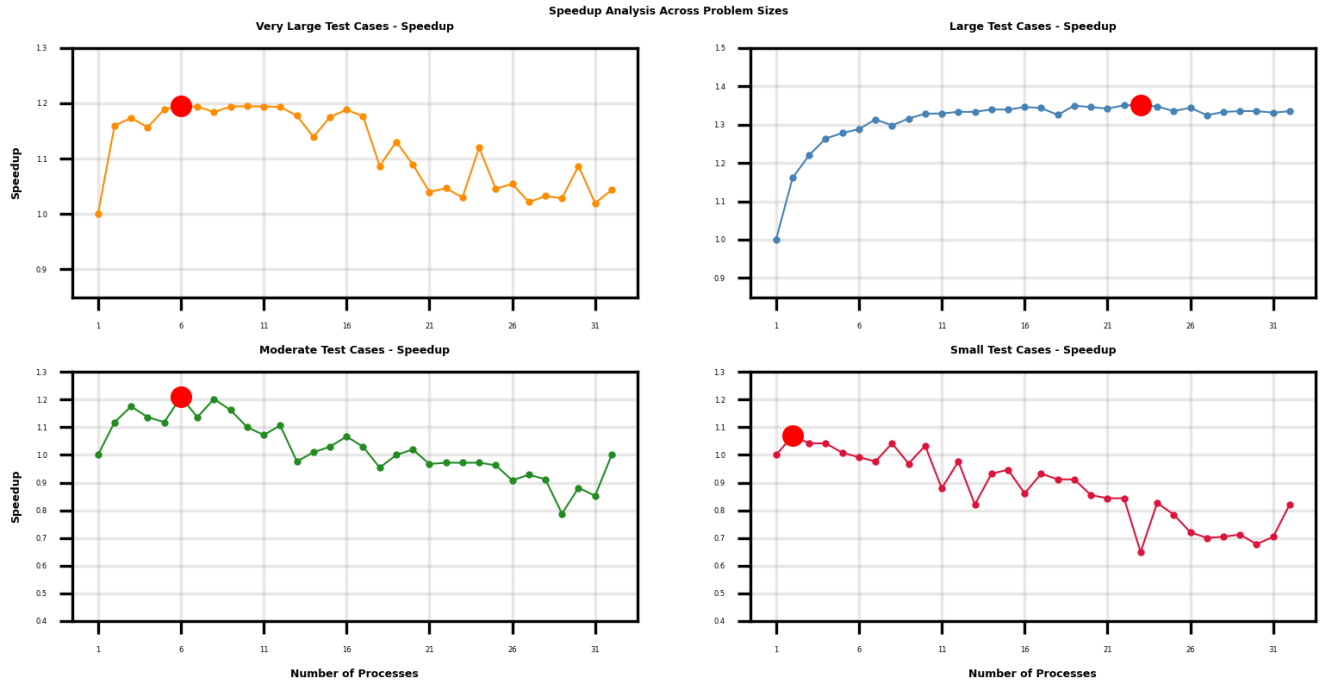 Speedup Analysis Across Problem Sizes
Very Large Test Cases - Speedup
Speedup
1.3
1.2
1.1
1.0
0.9
1 6 11 16 21 26 31
Large Test Cases - Speedup
1.5
1.4
1.3
1.2
1.1
1.0
0.9
1 6 11 16 21 26 31
Moderate Test Cases - Speedup
Speedup
1.3
1.2
1.1
1.0
0.9
0.8
0.7
0.6
0.5
0.4
1 6 11 16 21 26 31
Number of Processes
Small Test Cases - Speedup
1.3
1.2
1.1
1.0
0.9
0.8
0.7
0.6
0.5
0.4
1 6 11 16 21 26 31
Number of Processes